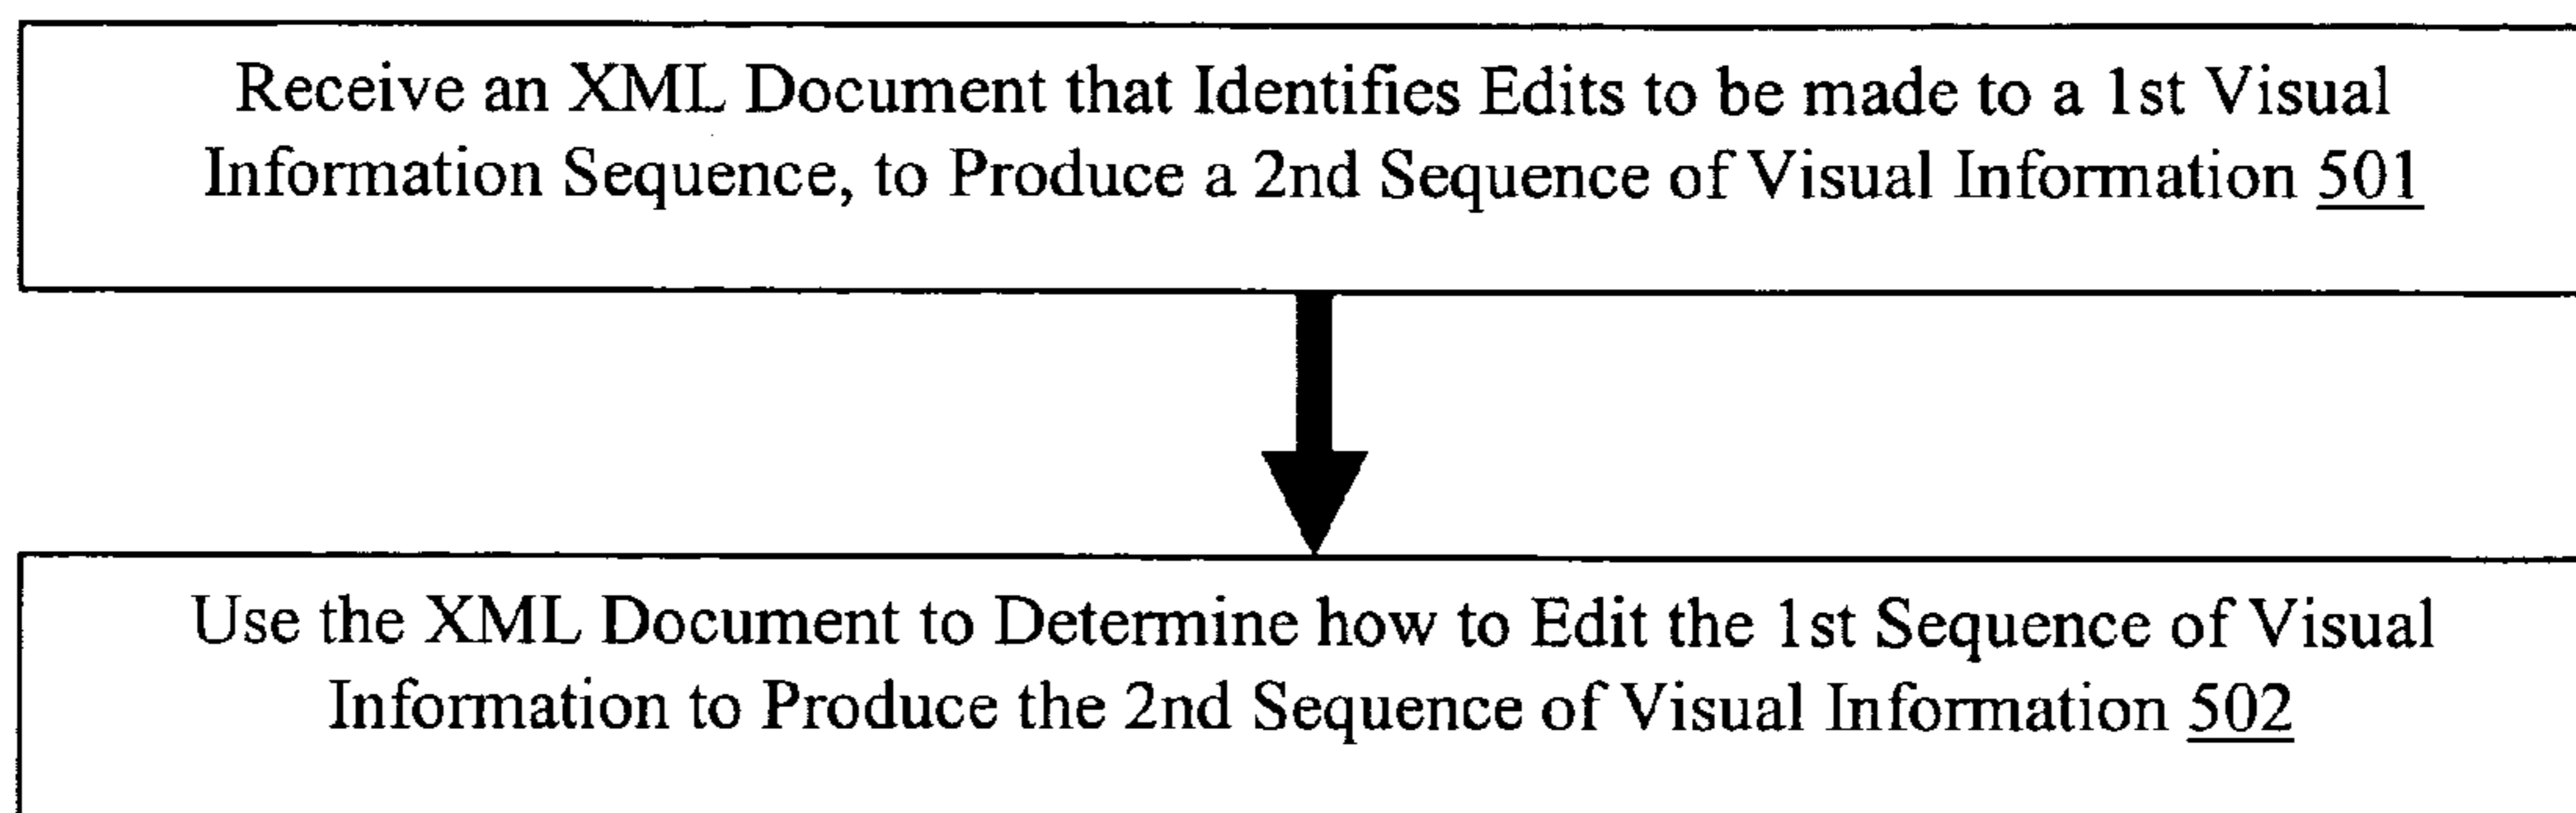 Receive an XML Document that Identifies Edits to be made to a 1st Visual
Information Sequence, to Produce a 2nd Sequence of Visual Information 501
Use the XML Document to Determine how to Edit the 1st Sequence of Visual
Information to Produce the 2nd Sequence of Visual Information 502